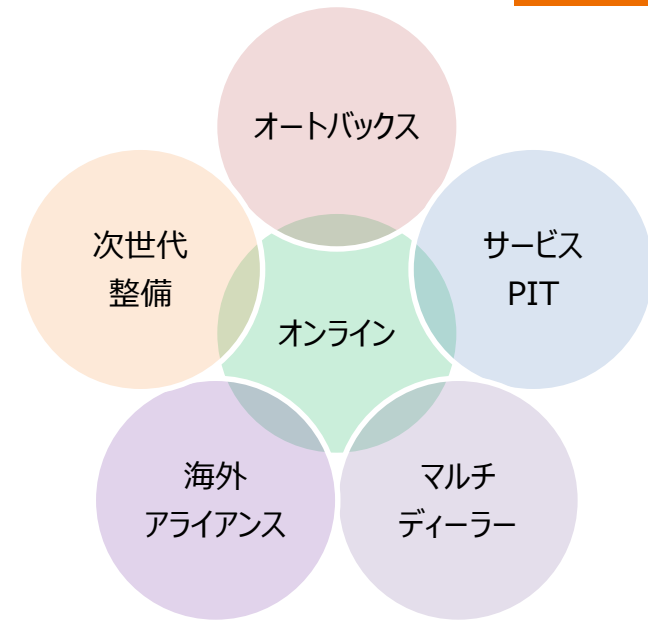 オートバックス
次世代
整備
サービス
PIT
オンライン
海外
アライアンス
マルチ
ディーラー